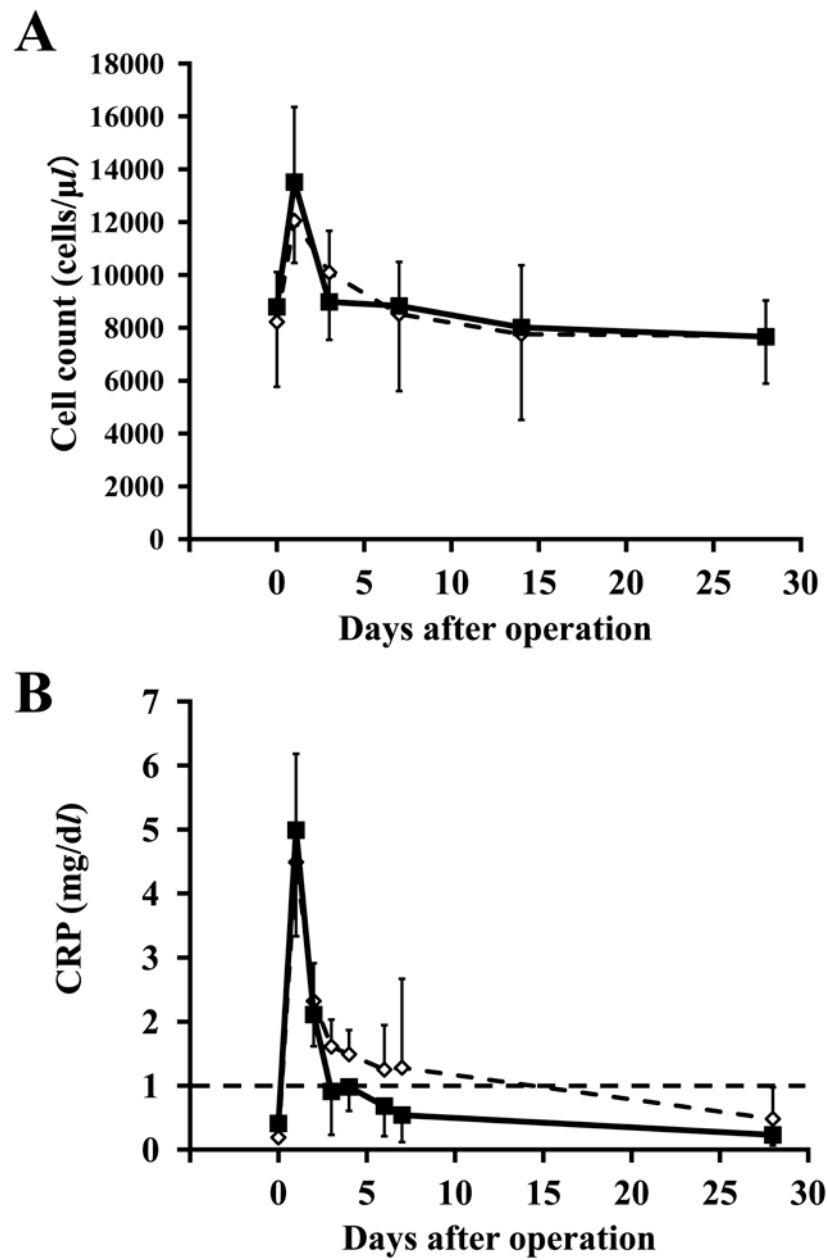 A
18000
16000
14000
12000
10000
8000
6000
4000
2000
0
Cell count ((cells/μl)
0 5 10 15 20 25 30
Days after operation
B
7
6
5
4
3
2
1
0
CRP (mg/dl)
0 5 10 15 20 25 30
Days after operation